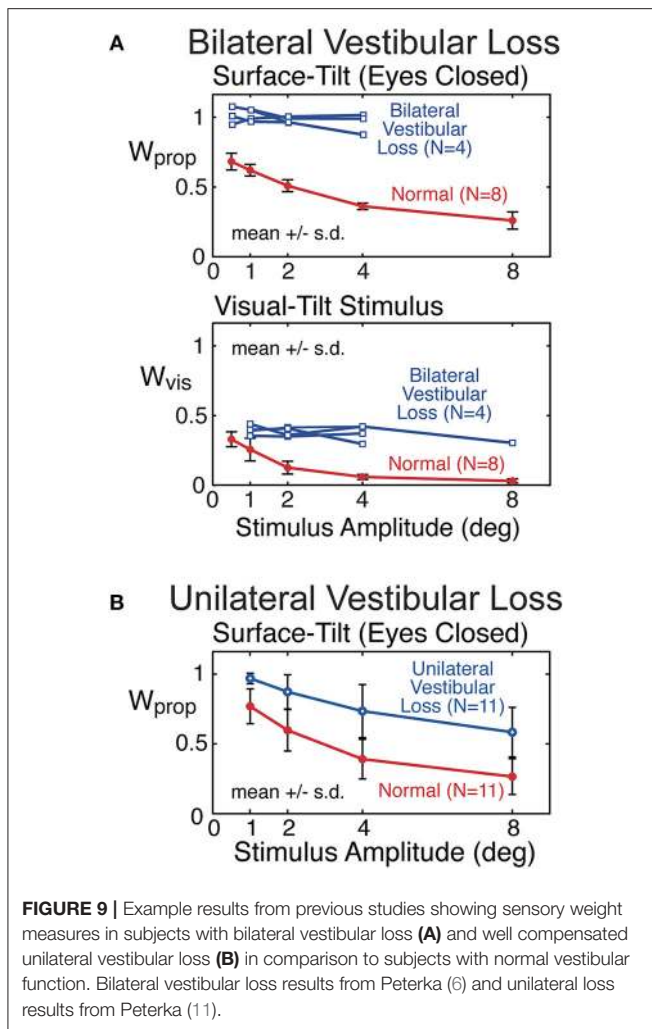 A Bilateral Vestibular Loss
Surface-Tilt (Eyes Closed)
1
Bilateral
Vestibular
Loss (N=4)
Wprop
0.5
Normal (N=8)
mean +/- s.d.
0
0 1 2 4 8
Visual-Tilt Stimulus
1
mean +/- s.d.
Wvis
Bilateral
Vestibular
Loss (N=4)
0.5
Normal (N=8)
0
0 1 2 4 8
Stimulus Amplitude (deg)
B Unilateral Vestibular Loss
Surface-Tilt (Eyes Closed)
1
Unilateral
Vestibular
Loss (N=11)
Wprop
0.5
Normal (N=11)
mean +/- s.d.
0
0 1 2 4 8
Stimulus Amplitude (deg)
FIGURE 9 | Example results from previous studies showing sensory weight
measures in subjects with bilateral vestibular loss (A) and well compensated
unilateral vestibular loss (B) in comparison to subjects with normal vestibular
function. Bilateral vestibular loss results from Peterka (6) and unilateral loss
results from Peterka (11).